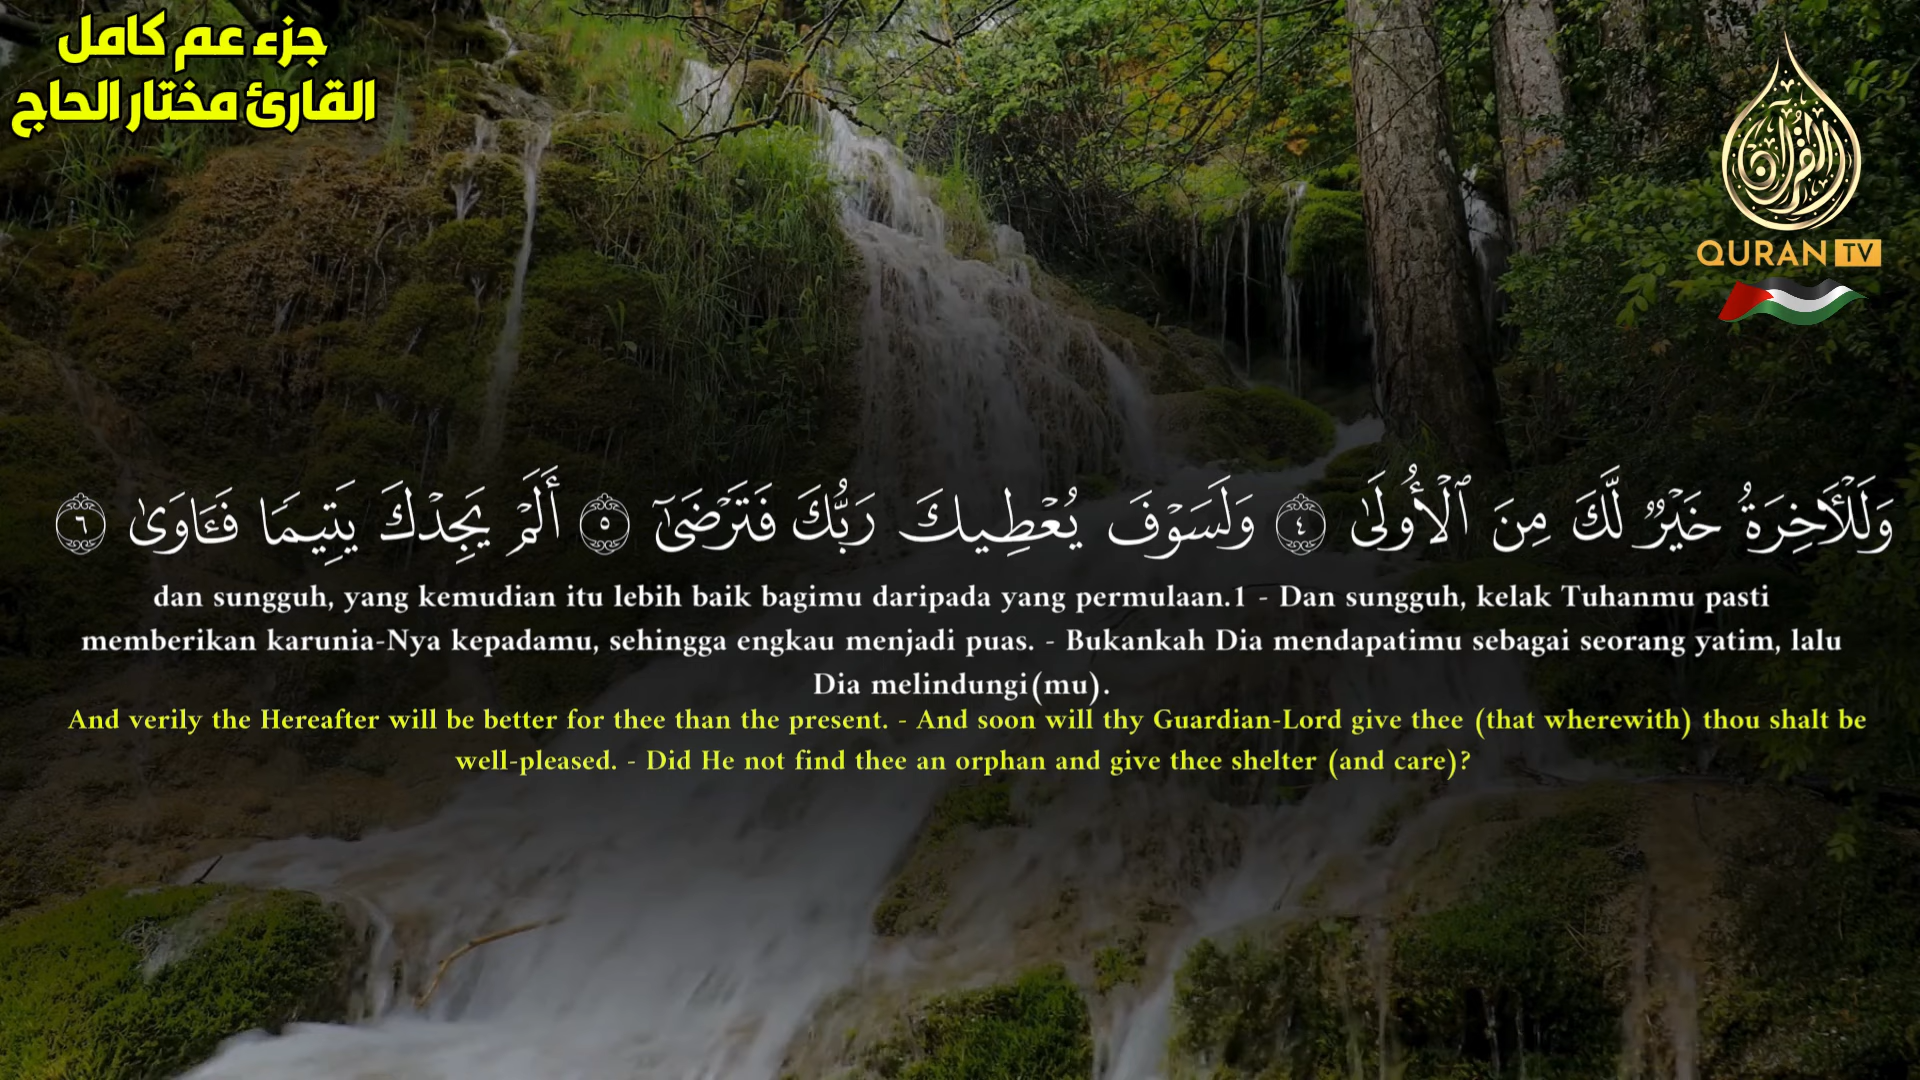 جزء عم كامل
القارئ مختار الحاج
القرآن
QURAN TV
وَلَلْـَٔاخِرَةُ خَيْرٌ لَّكَ مِنَ ٱلْأُولَىٰ ٤ وَلَسَوْفَ يُعْطِيكَ رَبُّكَ فَتَرْضَىٰٓ ٥ أَلَمْ يَجِدْكَ يَتِيمًا فَـَٔاوَىٰ ٦
dan sungguh, yang kemudian itu lebih baik bagimu daripada yang permulaan.1 - Dan sungguh, kelak Tuhanmu pasti
memberikan karunia-Nya kepadamu, sehingga engkau menjadi puas. - Bukankah Dia mendapatimu sebagai seorang yatim, lalu
Dia melindungi(mu).
And verily the Hereafter will be better for thee than the present. - And soon will thy Guardian-Lord give thee (that wherewith) thou shalt be
well-pleased. - Did He not find thee an orphan and give thee shelter (and care)?